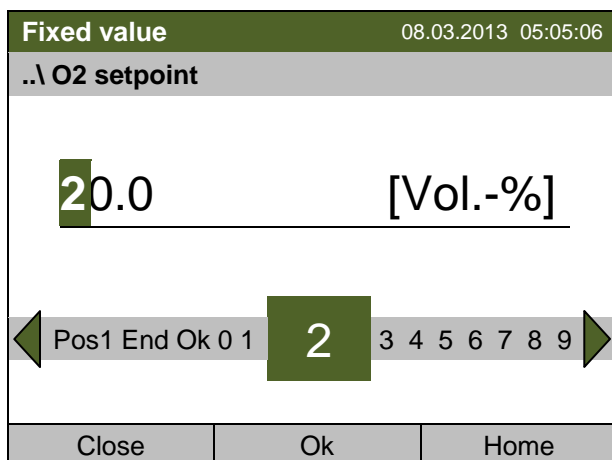 Fixed value 08.03.2013 05:05:06
..\ O2 setpoint
20.0 [Vol.-%]
Pos1 End Ok 0 1 2 3 4 5 6 7 8 9
Close Ok Home